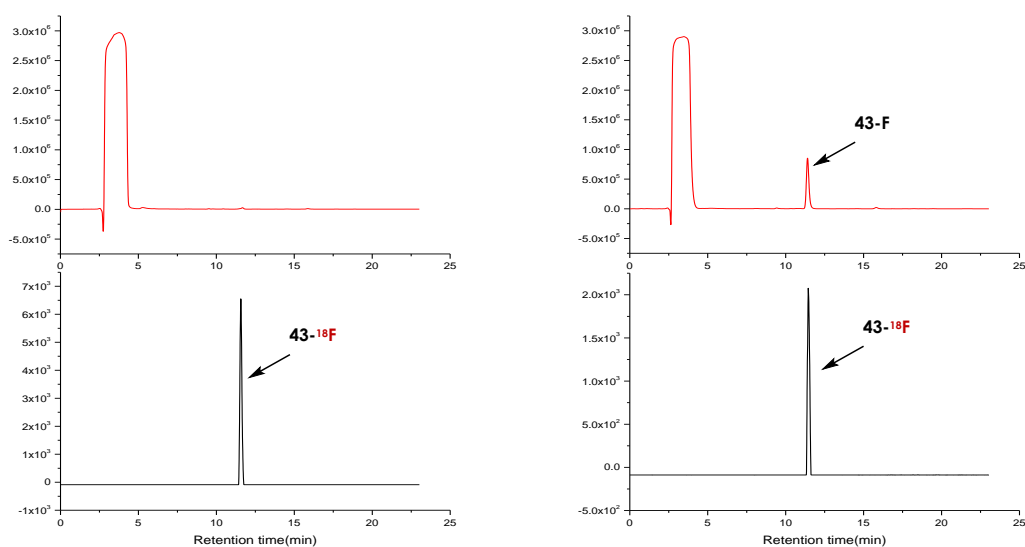 3.0x10⁶
2.5x10⁶
2.0x10⁶
1.5x10⁶
1.0x10⁶
5.0x10⁵
0.0
-5.0x10⁵
0 5 10 15 20 25
3.0x10⁶
2.5x10⁶
2.0x10⁶
1.5x10⁶
1.0x10⁶
5.0x10⁵
0.0
-5.0x10⁵
43-F
0 5 10 15 20 25
7x10³
6x10³
5x10³
4x10³
3x10³
2x10³
1x10³
0
-1x10³
43-¹⁸F
0 5 10 15 20 25
Retention time(min)
2.0x10³
1.5x10³
1.0x10³
5.0x10²
0.0
-5.0x10²
43-¹⁸F
0 5 10 15 20 25
Retention time(min)